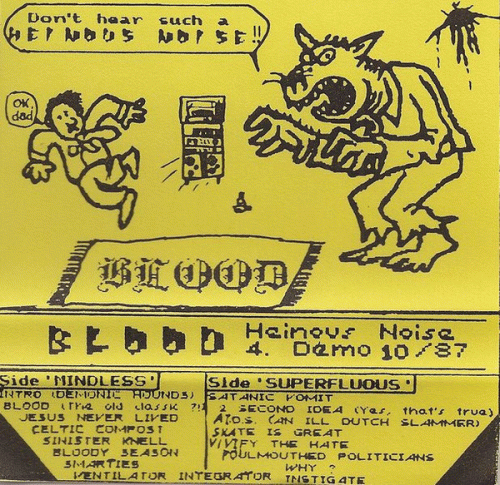 Don't hear such a
HEINOUS NOISE!!
OK,
dad
BLOOD
BLOOD
Heinous Noise
4. Demo 10/87
Side 'MINDLESS'
INTRO (DEMONIC HOUNDS)
BLOOD (The old classic ?!)
JESUS NEVER LIVED
CELTIC COMPOST
SINISTER KNELL
BLOODY SEASON
SMARTIES
VENTILATOR INTEGRATOR
Side 'SUPERFLUOUS'
SATANIC VOMIT
2 SECOND IDEA (Yes, that's true)
A.I.D.S. (AN ILL DUTCH SLAMMER)
SKATE IS GREAT
VIVIFY THE HATE
FOULMOUTHED POLITICIANS
WHY ?
INSTIGATE